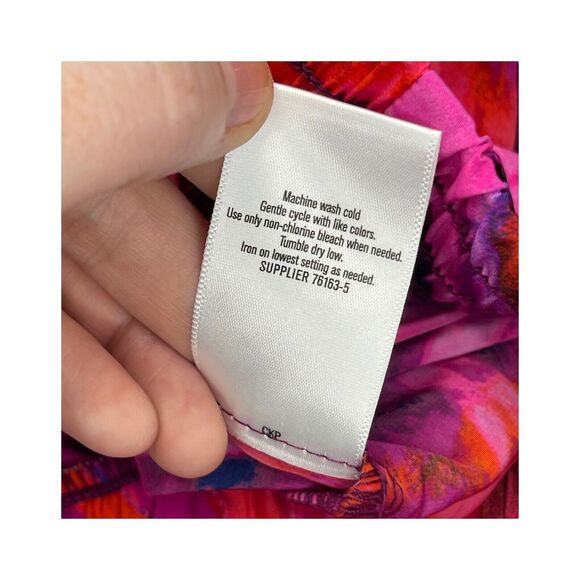 Machine wash cold
Gentle cycle with like colors.
Use only non-chlorine bleach when needed.
Tumble dry low.
Iron on lowest setting as needed.
SUPPLIER 76163-5
CKP